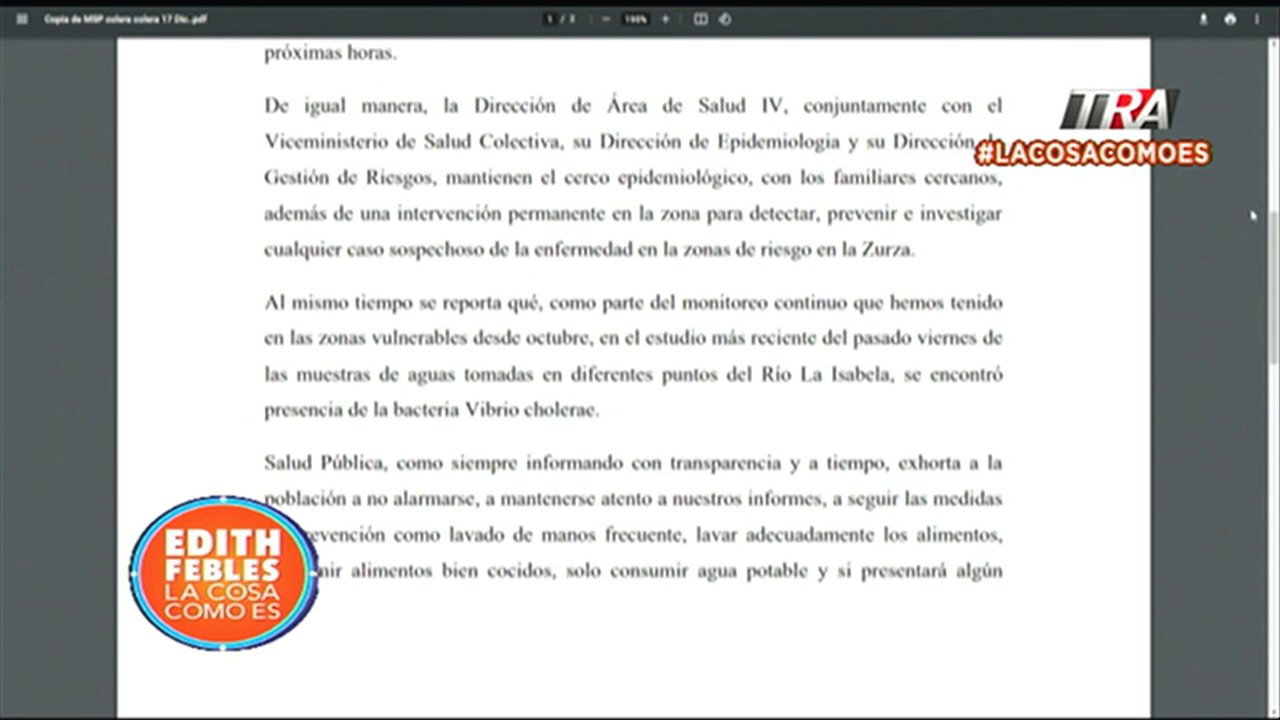 Copia de MSP colera colera 17 Dic..pdf
1 / 3
190%
próximas horas.
De igual manera, la Dirección de Área de Salud IV, conjuntamente con el
Viceministerio de Salud Colectiva, su Dirección de Epidemiologia y su Dirección de
Gestión de Riesgos, mantienen el cerco epidemiológico, con los familiares cercanos,
además de una intervención permanente en la zona para detectar, prevenir e investigar
cualquier caso sospechoso de la enfermedad en la zonas de riesgo en la Zurza.
Al mismo tiempo se reporta qué, como parte del monitoreo continuo que hemos tenido
en las zonas vulnerables desde octubre, en el estudio más reciente del pasado viernes de
las muestras de aguas tomadas en diferentes puntos del Río La Isabela, se encontró
presencia de la bacteria Vibrio cholerae.
Salud Pública, como siempre informando con transparencia y a tiempo, exhorta a la
población a no alarmarse, a mantenerse atento a nuestros informes, a seguir las medidas
evención como lavado de manos frecuente, lavar adecuadamente los alimentos,
nir alimentos bien cocidos, solo consumir agua potable y si presentará algún
TRA
#LACOSACOMOES
EDITH
FEBLES
LA COSA
COMO ES